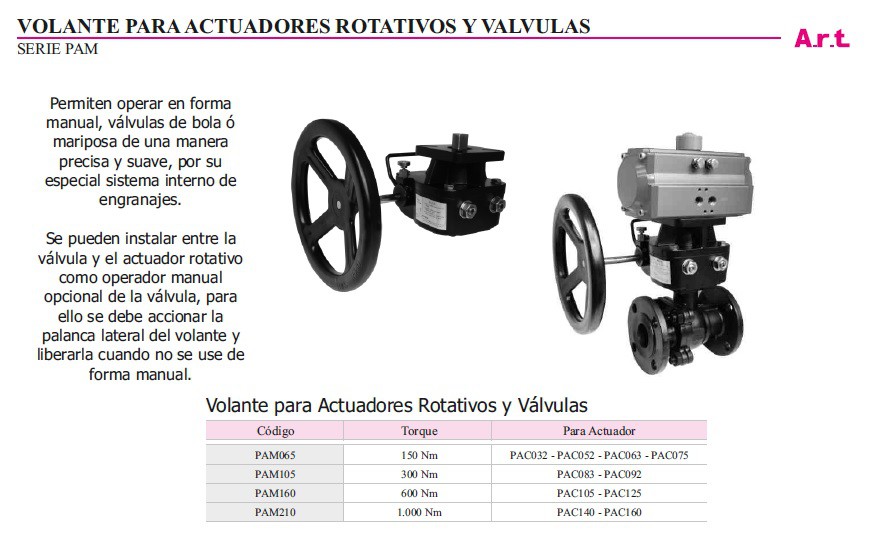 VOLANTE PARA ACTUADORES ROTATIVOS Y VALVULAS
SERIE PAM
A.r.t.
Permiten operar en forma
manual, válvulas de bola ó
mariposa de una manera
precisa y suave, por su
especial sistema interno de
engranajes.
Se pueden instalar entre la
válvula y el actuador rotativo
como operador manual
opcional de la válvula, para
ello se debe accionar la
palanca lateral del volante y
liberarla cuando no se use de
forma manual.
Volante para Actuadores Rotativos y Válvulas
Código Torque Para Actuador
PAM065 150 Nm PAC032 - PAC052 - PAC063 - PAC075
PAM105 300 Nm PAC083 - PAC092
PAM160 600 Nm PAC105 - PAC125
PAM210 1.000 Nm PAC140 - PAC160